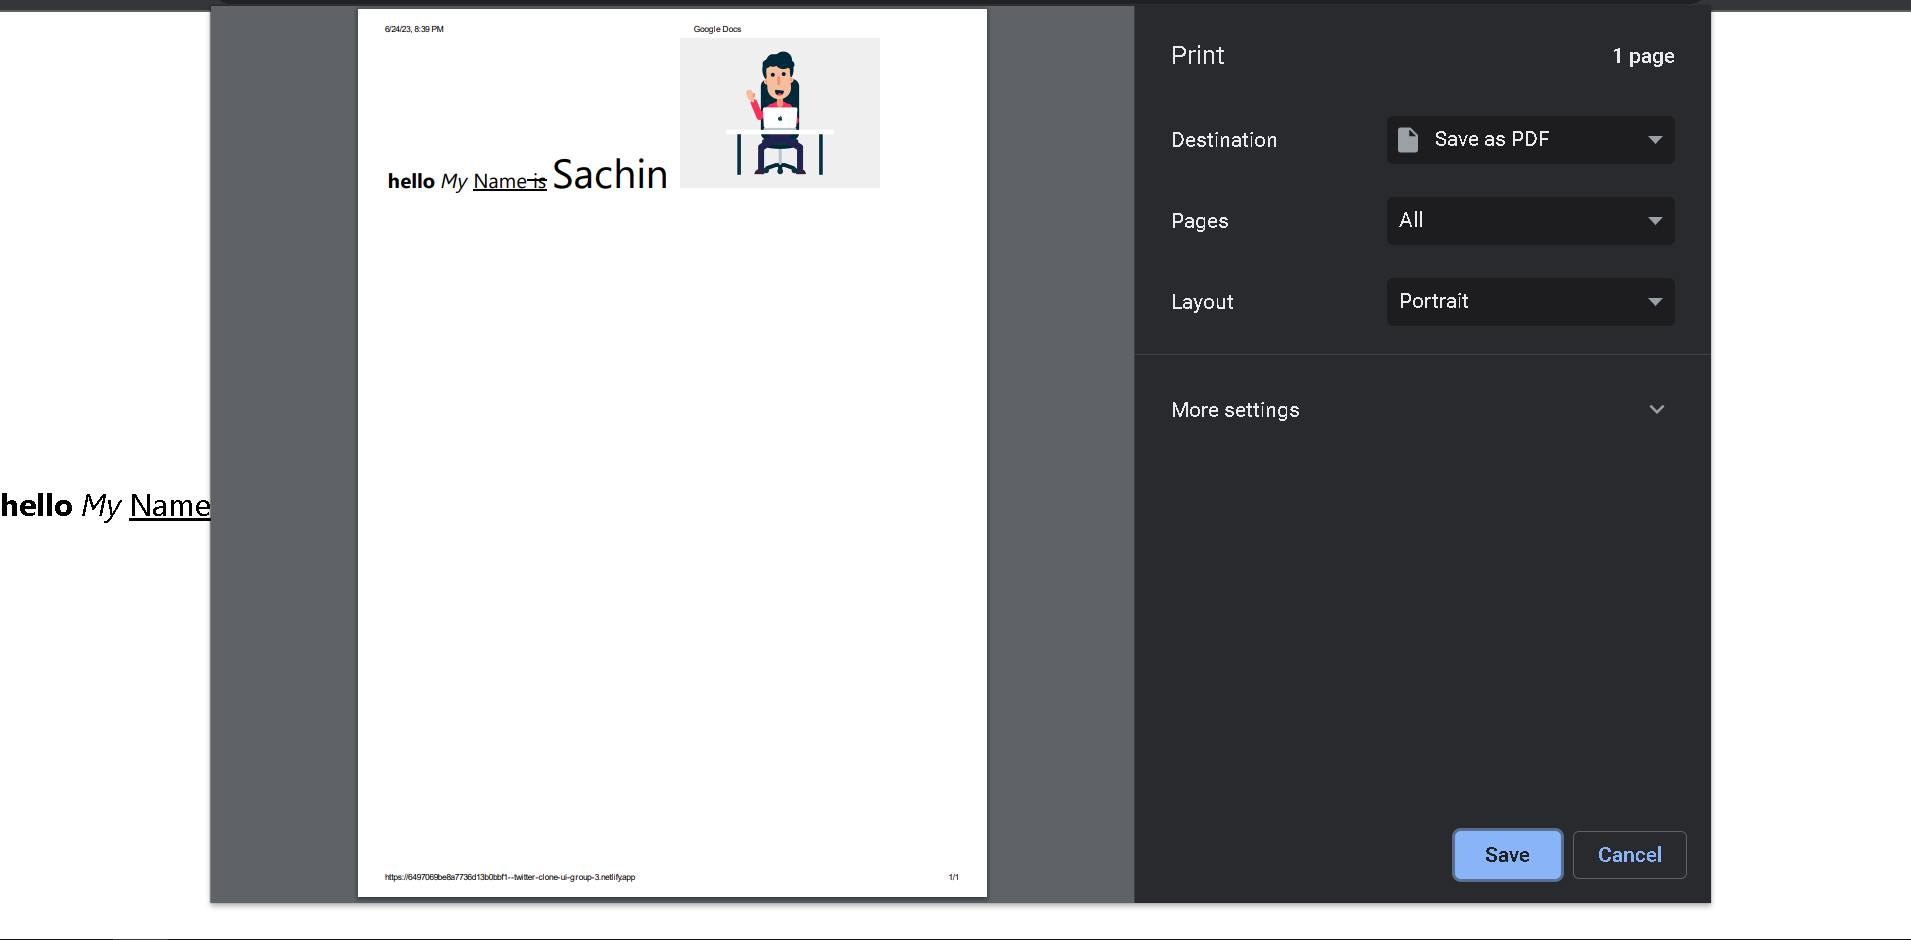 6/24/23, 8:39 PM
Google Docs
hello My Name is Sachin
https://6497069be8a7736d13b0bbf1--twitter-clone-ui-group-3.netlify.app
1/1
hello My Name
Print
1 page
Destination
Save as PDF
Pages
All
Layout
Portrait
More settings
Save
Cancel